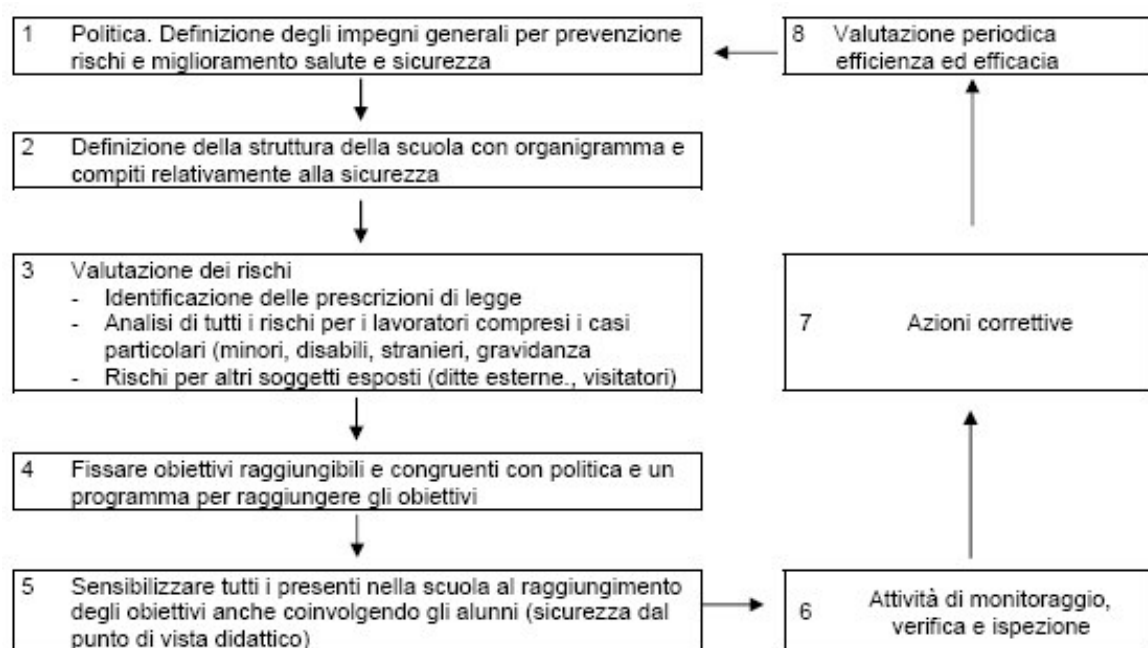 1 Politica. Definizione degli impegni generali per prevenzione
rischi e miglioramento salute e sicurezza
2 Definizione della struttura della scuola con organigramma e
compiti relativamente alla sicurezza
3 Valutazione dei rischi
- Identificazione delle prescrizioni di legge
- Analisi di tutti i rischi per i lavoratori compresi i casi
particolari (minori, disabili, stranieri, gravidanza
- Rischi per altri soggetti esposti (ditte esterne., visitatori)
4 Fissare obiettivi raggiungibili e congruenti con politica e un
programma per raggiungere gli obiettivi
5 Sensibilizzare tutti i presenti nella scuola al raggiungimento
degli obiettivi anche coinvolgendo gli alunni (sicurezza dal
punto di vista didattico)
6 Attività di monitoraggio,
verifica e ispezione
7 Azioni correttive
8 Valutazione periodica
efficienza ed efficacia